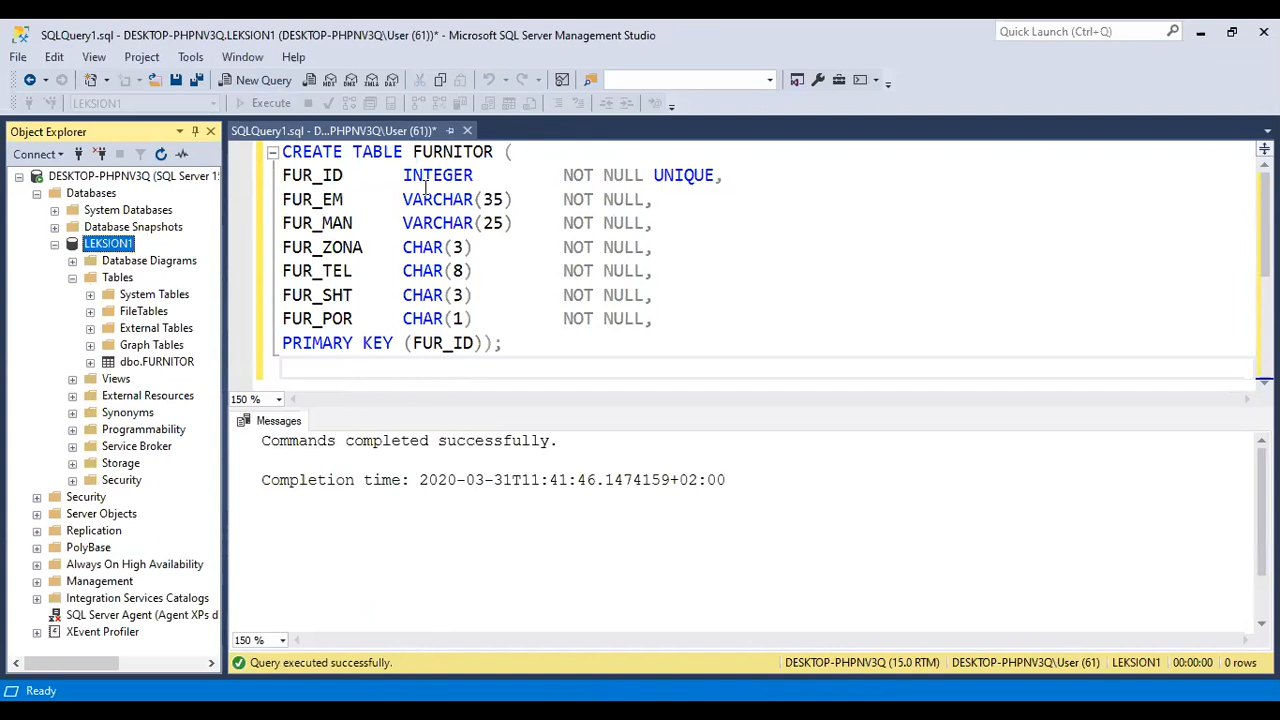 SQLQuery1.sql - DESKTOP-PHPNV3Q.LEKSION1 (DESKTOP-PHPNV3Q\User (61))* - Microsoft SQL Server Management Studio
Quick Launch (Ctrl+Q)
File Edit View Project Tools Window Help
New Query
MDX DMX XMLA DAX
LEKSION1
Execute
Object Explorer
Connect
DESKTOP-PHPNV3Q (SQL Server 15
Databases
System Databases
Database Snapshots
LEKSION1
Database Diagrams
Tables
System Tables
FileTables
External Tables
Graph Tables
dbo.FURNITOR
Views
External Resources
Synonyms
Programmability
Service Broker
Storage
Security
Security
Server Objects
Replication
PolyBase
Always On High Availability
Management
Integration Services Catalogs
SQL Server Agent (Agent XPs d
XEvent Profiler
SQLQuery1.sql - D...PHPNV3Q\User (61))*
CREATE TABLE FURNITOR (
FUR_ID INTEGER NOT NULL UNIQUE,
FUR_EM VARCHAR(35) NOT NULL,
FUR_MAN VARCHAR(25) NOT NULL,
FUR_ZONA CHAR(3) NOT NULL,
FUR_TEL CHAR(8) NOT NULL,
FUR_SHT CHAR(3) NOT NULL,
FUR_POR CHAR(1) NOT NULL,
PRIMARY KEY (FUR_ID));
150 %
Messages
Commands completed successfully.
Completion time: 2020-03-31T11:41:46.1474159+02:00
150 %
Query executed successfully. DESKTOP-PHPNV3Q (15.0 RTM) DESKTOP-PHPNV3Q\User (61) LEKSION1 00:00:00 0 rows
Ready